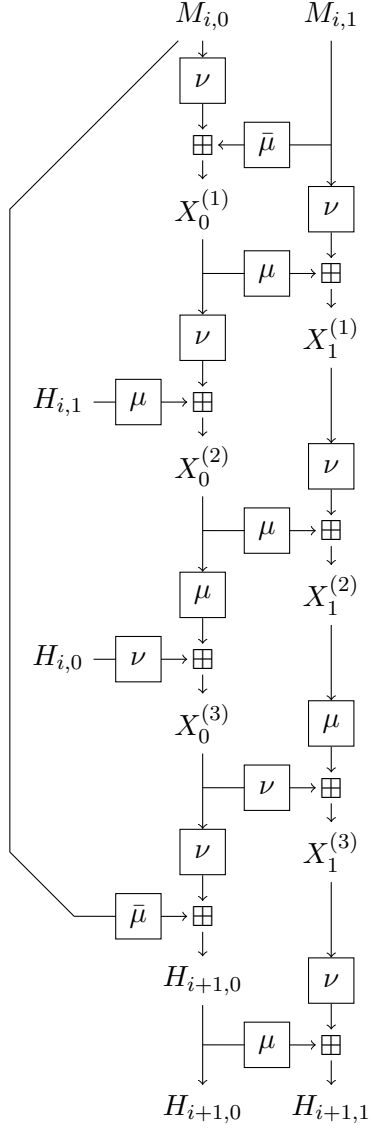 M_{i,0} M_{i,1}
ν
μ̄
X_0^{(1)} ν
μ
X_1^{(1)}
ν
H_{i,1} μ
X_0^{(2)} ν
μ
μ X_1^{(2)}
H_{i,0} ν
X_0^{(3)} μ
ν
ν X_1^{(3)}
μ̄
H_{i+1,0} ν
μ
H_{i+1,0} H_{i+1,1}